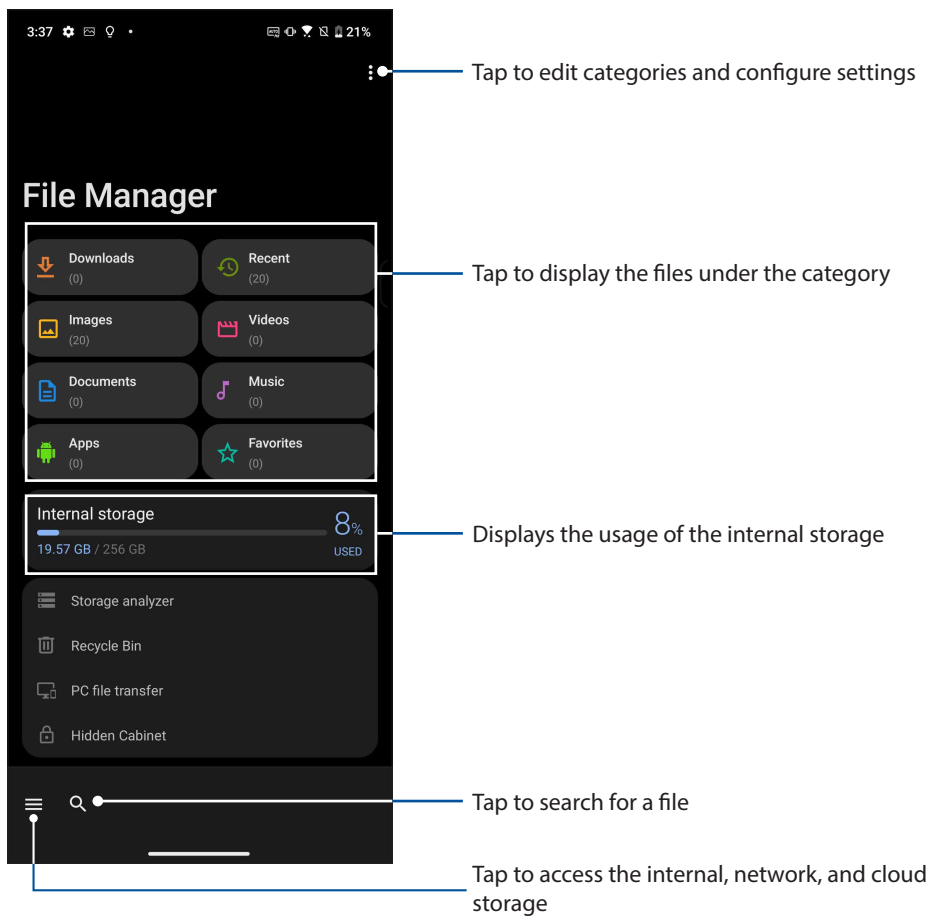 3:37 21%
Tap to edit categories and configure settings
File Manager
Downloads
(0)
Recent
(20)
Tap to display the files under the category
Images
(20)
Videos
(0)
Documents
(0)
Music
(0)
Apps
(0)
Favorites
(0)
Internal storage
8%
19.57 GB / 256 GB
USED
Displays the usage of the internal storage
Storage analyzer
Recycle Bin
PC file transfer
Hidden Cabinet
Tap to search for a file
Tap to access the internal, network, and cloud
storage